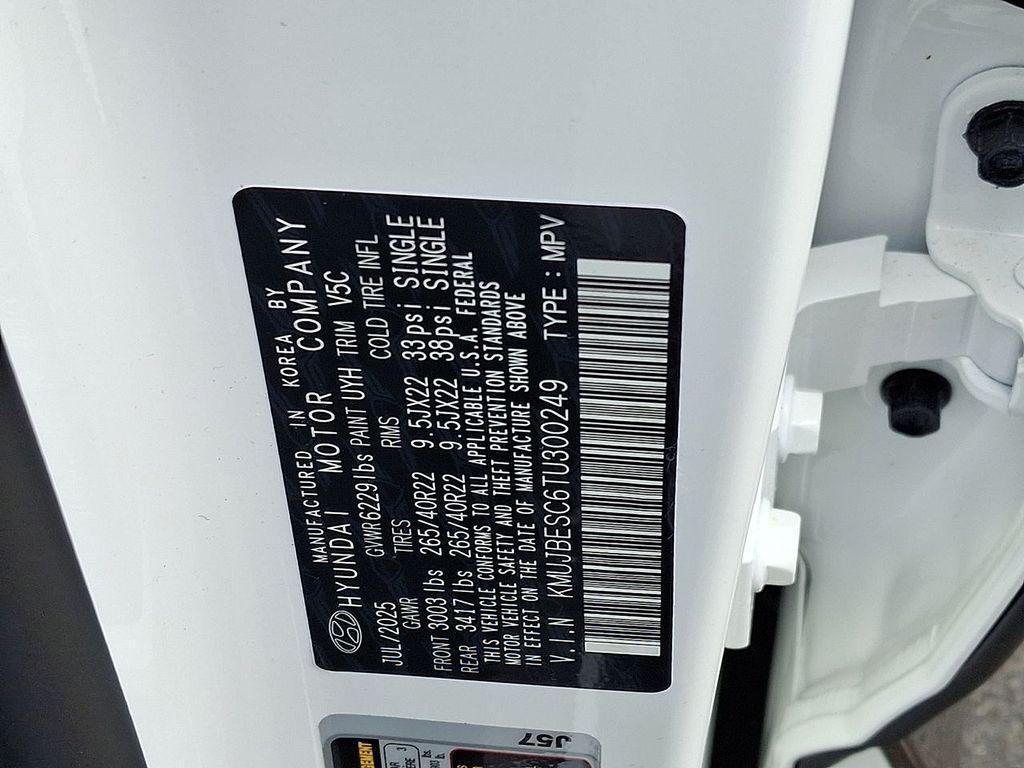 MANUFACTURED IN KOREA BY
HYUNDAI MOTOR COMPANY
JUL/2025 GVWR6229lbs PAINT UYH TRIM V5C
GAWR TIRES RIMS COLD TIRE INFL
FRONT 3003 lbs 265/40R22 9.5JX22 33psi SINGLE
REAR 3417 lbs 265/40R22 9.5JX22 38psi SINGLE
THIS VEHICLE CONFORMS TO ALL APPLICABLE U.S.A. FEDERAL
MOTOR VEHICLE SAFETY AND THEFT PREVENTION STANDARDS
IN EFFECT ON THE DATE OF MANUFACTURE SHOWN ABOVE
V.I.N KMUJBESC6TU300249 TYPE : MPV
J57